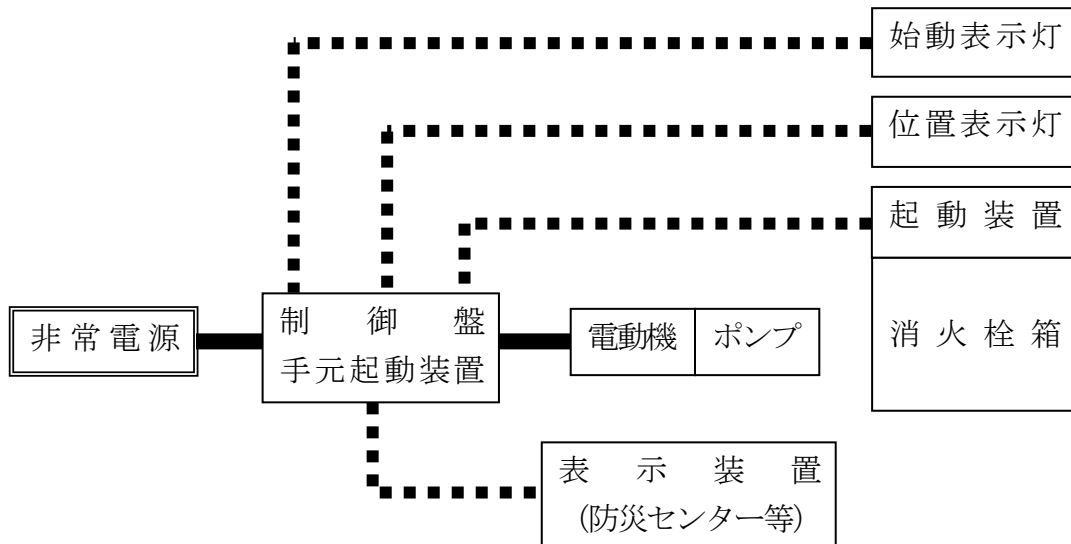 始動表示灯
位置表示灯
起動装置
消火栓箱
非常電源
制御盤
手元起動装置
電動機
ポンプ
表示装置
(防災センター等)